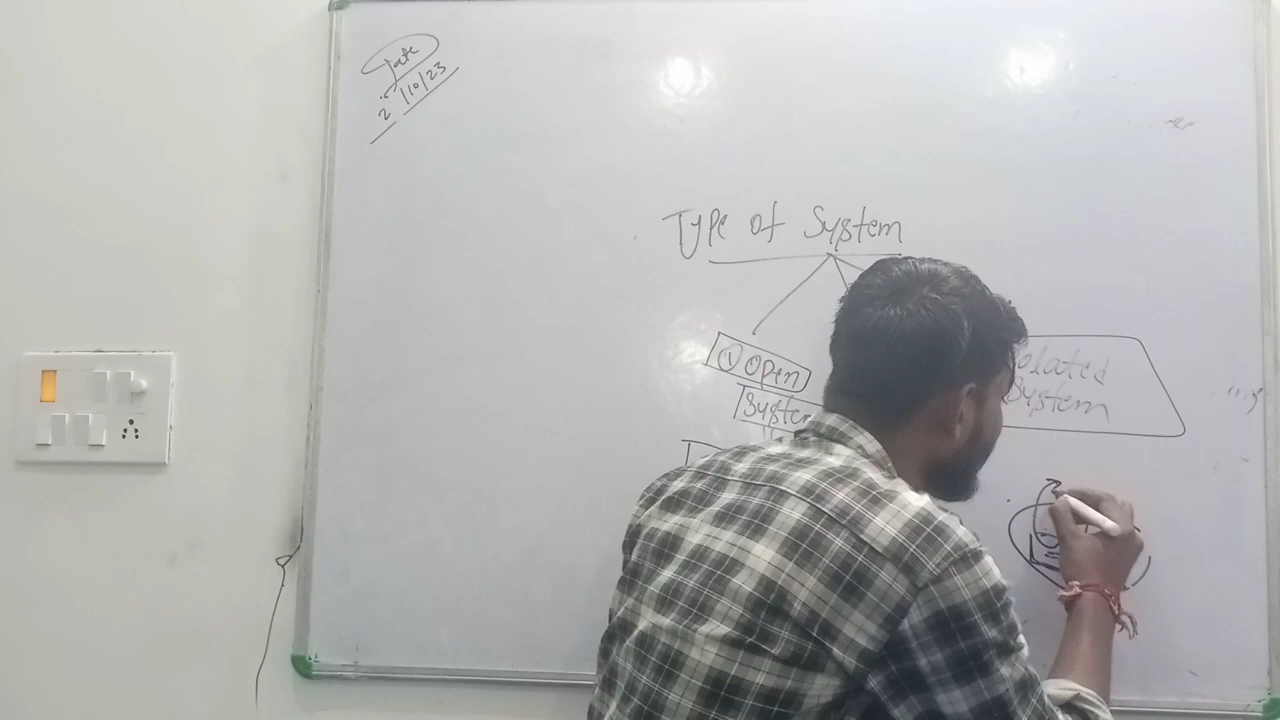 Date
2/10/23
Type of System
① Open
System
olated
System